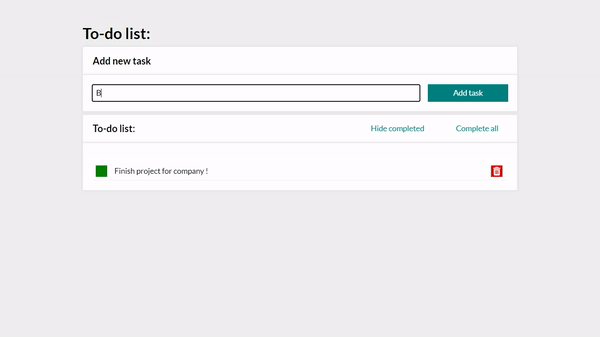 To-do list:
Add new task
B
Add task
To-do list:
Hide completed
Complete all
Finish project for company !